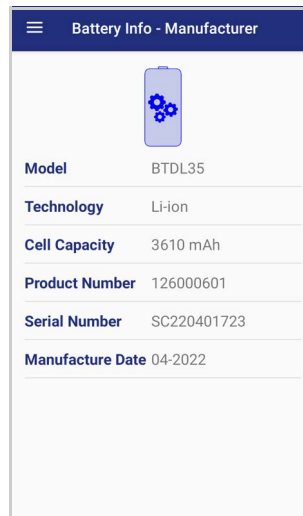 Battery Info - Manufacturer
Model BTDL35
Technology Li-ion
Cell Capacity 3610 mAh
Product Number 126000601
Serial Number SC220401723
Manufacture Date 04-2022